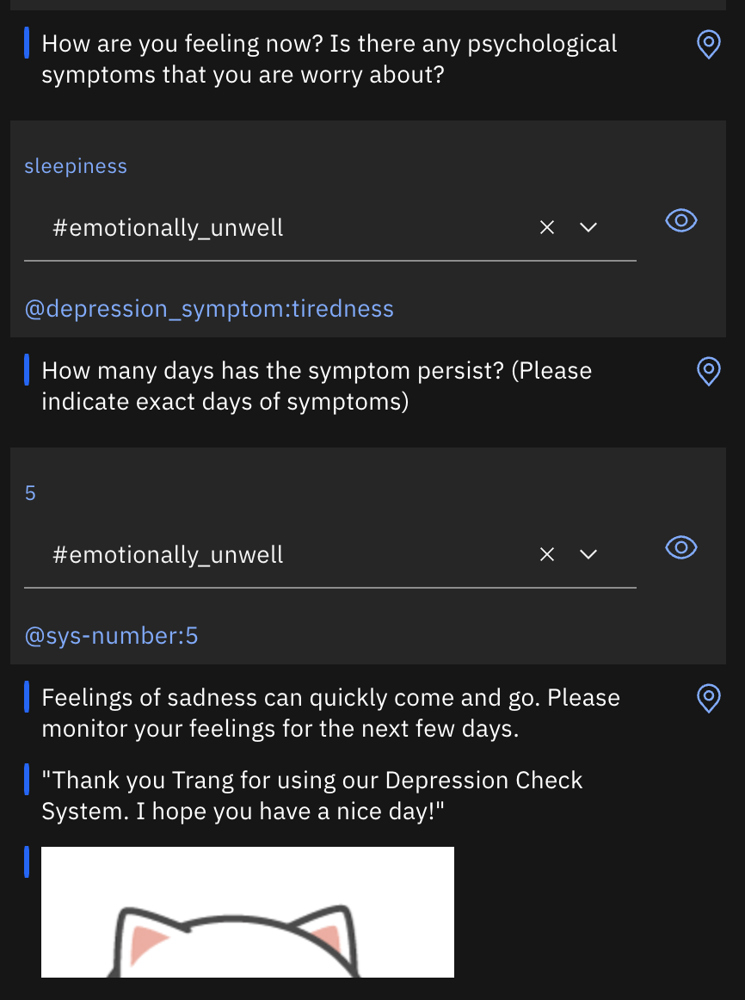 How are you feeling now? Is there any psychological
symptoms that you are worry about?
sleepiness
#emotionally_unwell
@depression_symptom:tiredness
How many days has the symptom persist? (Please
indicate exact days of symptoms)
5
#emotionally_unwell
@sys-number:5
Feelings of sadness can quickly come and go. Please
monitor your feelings for the next few days.
"Thank you Trang for using our Depression Check
System. I hope you have a nice day!"